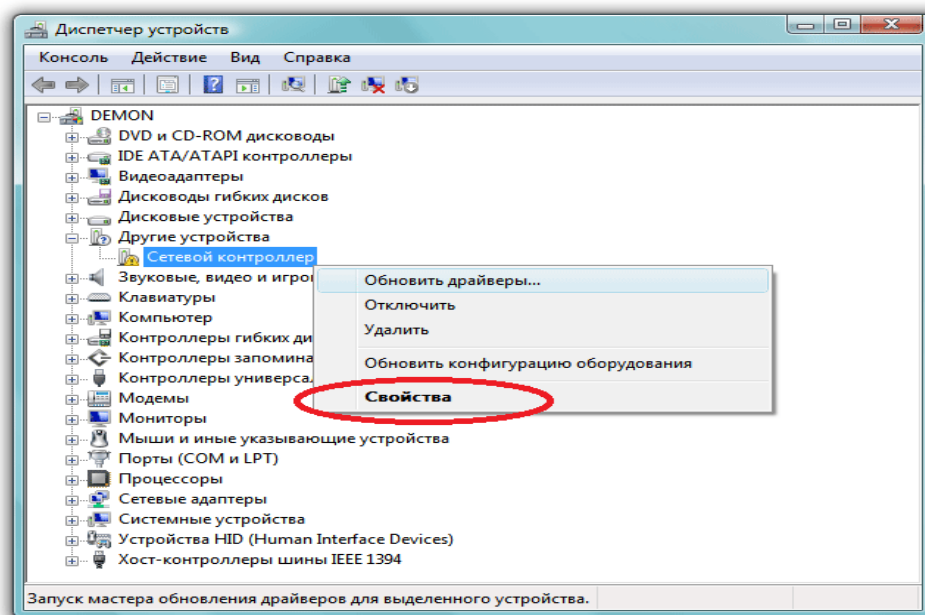 Диспетчер устройств
Консоль Действие Вид Справка
DEMON
DVD и CD-ROM дисководы
IDE ATA/ATAPI контроллеры
Видеоадаптеры
Дисководы гибких дисков
Дисковые устройства
Другие устройства
Сетевой контроллер
Звуковые, видео и игро
Обновить драйверы...
Клавиатуры
Отключить
Компьютер
Удалить
Контроллеры гибких ди
Контроллеры запомина
Обновить конфигурацию оборудования
Контроллеры универса
Модемы
Свойства
Мониторы
Мыши и иные указывающие устройства
Порты (COM и LPT)
Процессоры
Сетевые адаптеры
Системные устройства
Устройства HID (Human Interface Devices)
Хост-контроллеры шины IEEE 1394
Запуск мастера обновления драйверов для выделенного устройства.